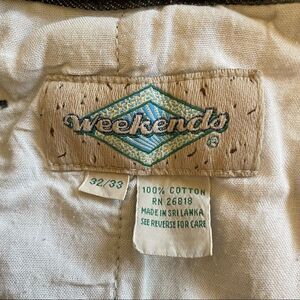 Weekends
®
32/33
100% COTTON
RN 26818
MADE IN SRI LANKA
SEE REVERSE FOR CARE